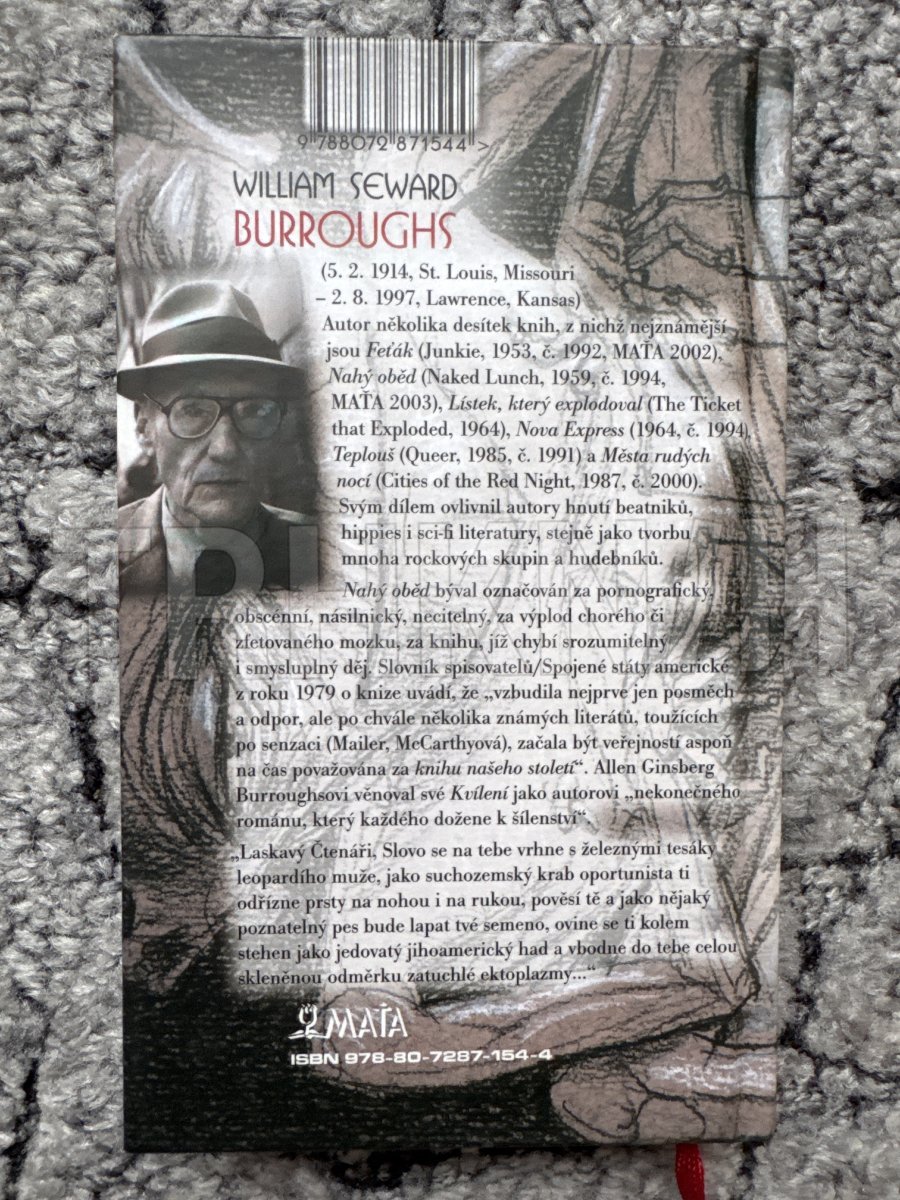 9 788072 871544 >
WILLIAM SEWARD
BURROUGHS
(5. 2. 1914, St. Louis, Missouri
– 2. 8. 1997, Lawrence, Kansas)
Autor několika desítek knih, z nichž nejznámější
jsou Feťák (Junkie, 1953, č. 1992, MAŤA 2002),
Nahý oběd (Naked Lunch, 1959, č. 1994,
MAŤA 2003), Lístek, který explodoval (The Ticket
that Exploded, 1964), Nova Express (1964, č. 1994)
Teplouš (Queer, 1985, č. 1991) a Města rudých
nocí (Cities of the Red Night, 1987, č. 2000).
Svým dílem ovlivnil autory hnutí beatniků,
hippies i sci-fi literatury, stejně jako tvorbu
mnoha rockových skupin a hudebníků.
Nahý oběd býval označován za pornografický,
obscénní, násilnický, necitelný, za výplod chorého či
zfetovaného mozku, za knihu, jíž chybí srozumitelný
i smysluplný děj. Slovník spisovatelů/Spojené státy americké
z roku 1979 o knize uvádí, že „vzbudila nejprve jen posměch
a odpor, ale po chvále několika známých literátů, toužících
po senzaci (Mailer, McCarthyová), začala být veřejností aspoň
na čas považována za knihu našeho století“. Allen Ginsberg
Burroughsovi věnoval své Kvílení jako autorovi „nekonečného
románu, který každého dožene k šílenství“.
„Laskavý Čtenáři, Slovo se na tebe vrhne s železnými tesáky
leopardího muže, jako suchozemský krab oportunista ti
odřízne prsty na nohou i na rukou, pověsí tě a jako nějaký
poznatelný pes bude lapat tvé semeno, ovine se ti kolem
stehen jako jedovatý jihoamerický had a vbodne do tebe celou
skleněnou odměrku zatuchlé ektoplazmy...“
MAŤA
ISBN 978-80-7287-154-4